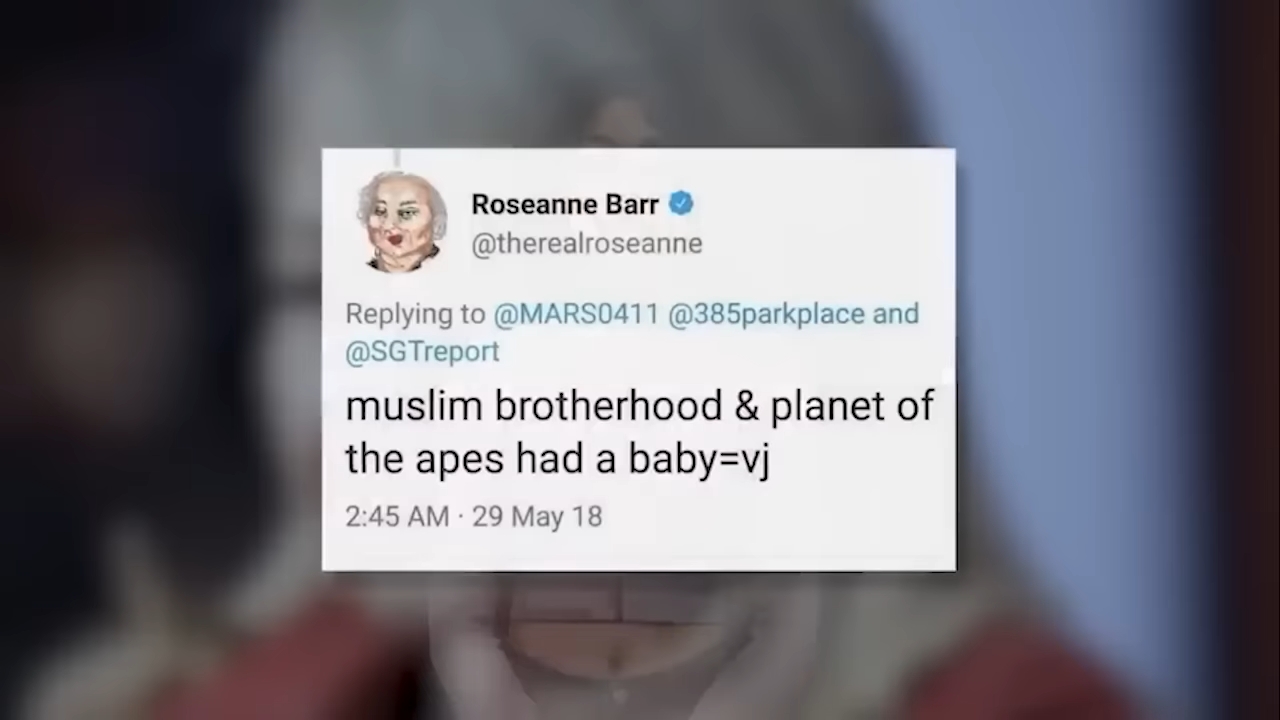 Roseanne Barr
@therealroseanne
Replying to @MARS0411 @385parkplace and
@SGTreport
muslim brotherhood & planet of
the apes had a baby=vj
2:45 AM · 29 May 18